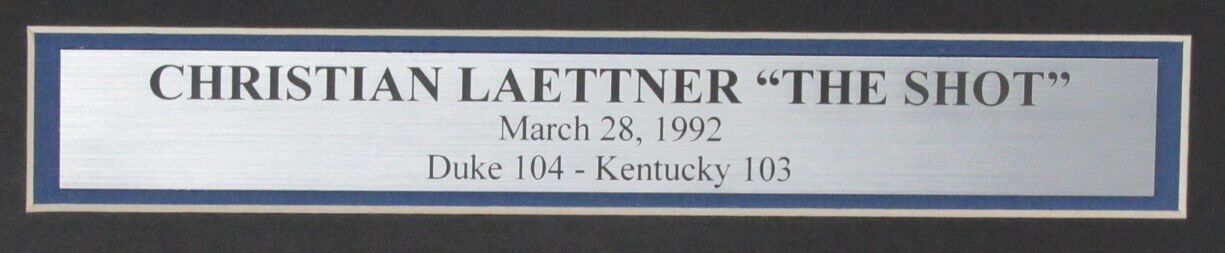 CHRISTIAN LAETTNER “THE SHOT”
March 28, 1992
Duke 104 - Kentucky 103